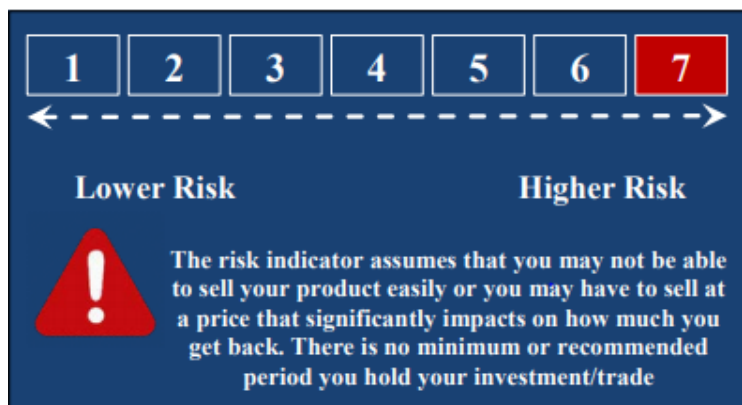 1 2 3 4 5 6 7
Lower Risk Higher Risk
The risk indicator assumes that you may not be able
to sell your product easily or you may have to sell at
a price that significantly impacts on how much you
get back. There is no minimum or recommended
period you hold your investment/trade